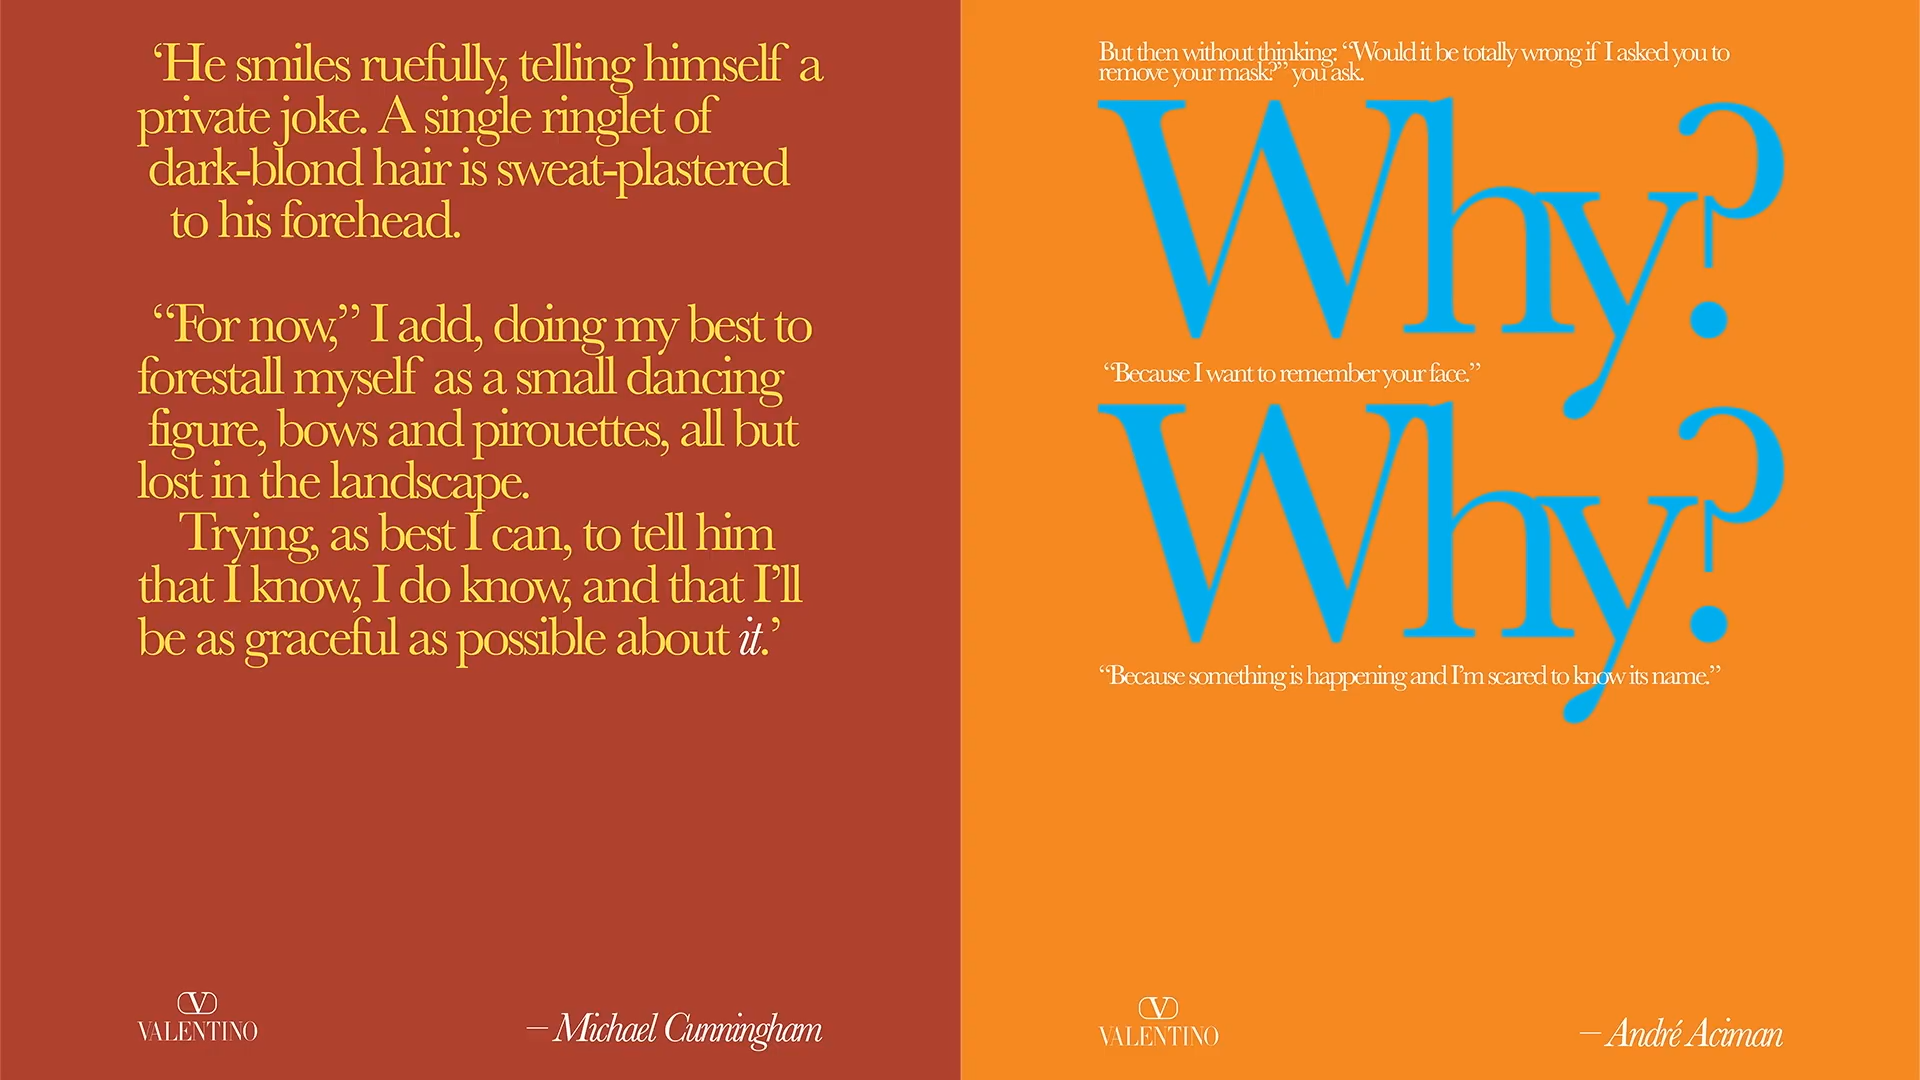 ‘He smiles ruefully, telling himself a
private joke. A single ringlet of
dark-blond hair is sweat-plastered
to his forehead.
“For now,” I add, doing my best to
forestall myself as a small dancing
figure, bows and pirouettes, all but
lost in the landscape.
Trying, as best I can, to tell him
that I know, I do know, and that I’ll
be as graceful as possible about it.’
V
VALENTINO
— Michael Cunningham
But then without thinking: “Would it be totally wrong if I asked you to
remove your mask?” you ask.
Why?
“Because I want to remember your face.”
Why?
“Because something is happening and I’m scared to know its name.”
V
VALENTINO
— André Aciman